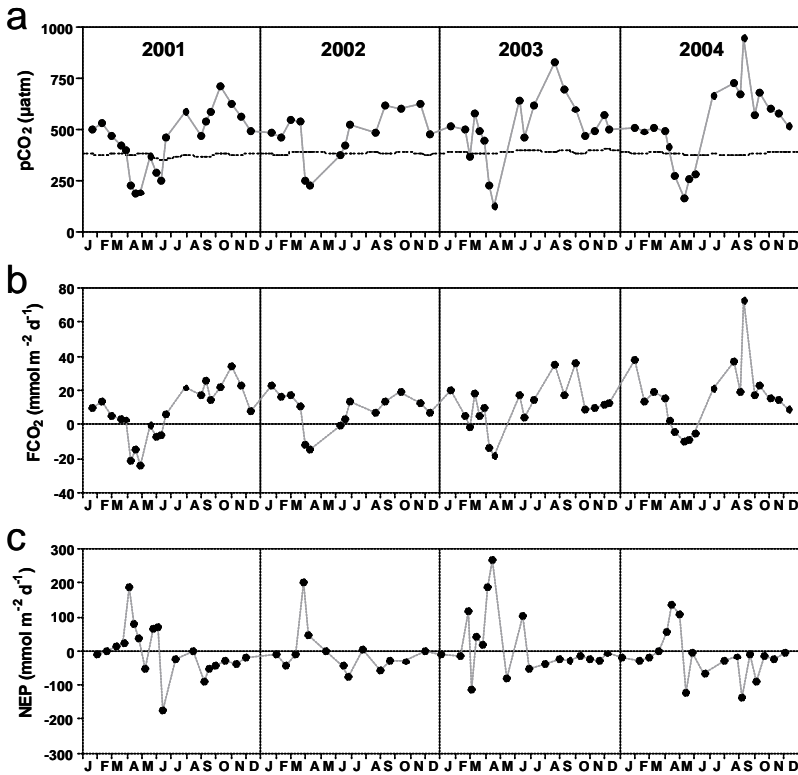 a
1000
2001 2002 2003 2004
750
500
250
0
pCO₂ (µatm)
J F M A M J J A S O N D J F M A M J J A S O N D J F M A M J J A S O N D J F M A M J J A S O N D
b
80
60
40
20
0
-20
-40
FCO₂ (mmol m⁻² d⁻¹)
J F M A M J J A S O N D J F M A M J J A S O N D J F M A M J J A S O N D J F M A M J J A S O N D
c
300
200
100
0
-100
-200
-300
NEP (mmol m⁻² d⁻¹)
J F M A M J J A S O N D J F M A M J J A S O N D J F M A M J J A S O N D J F M A M J J A S O N D